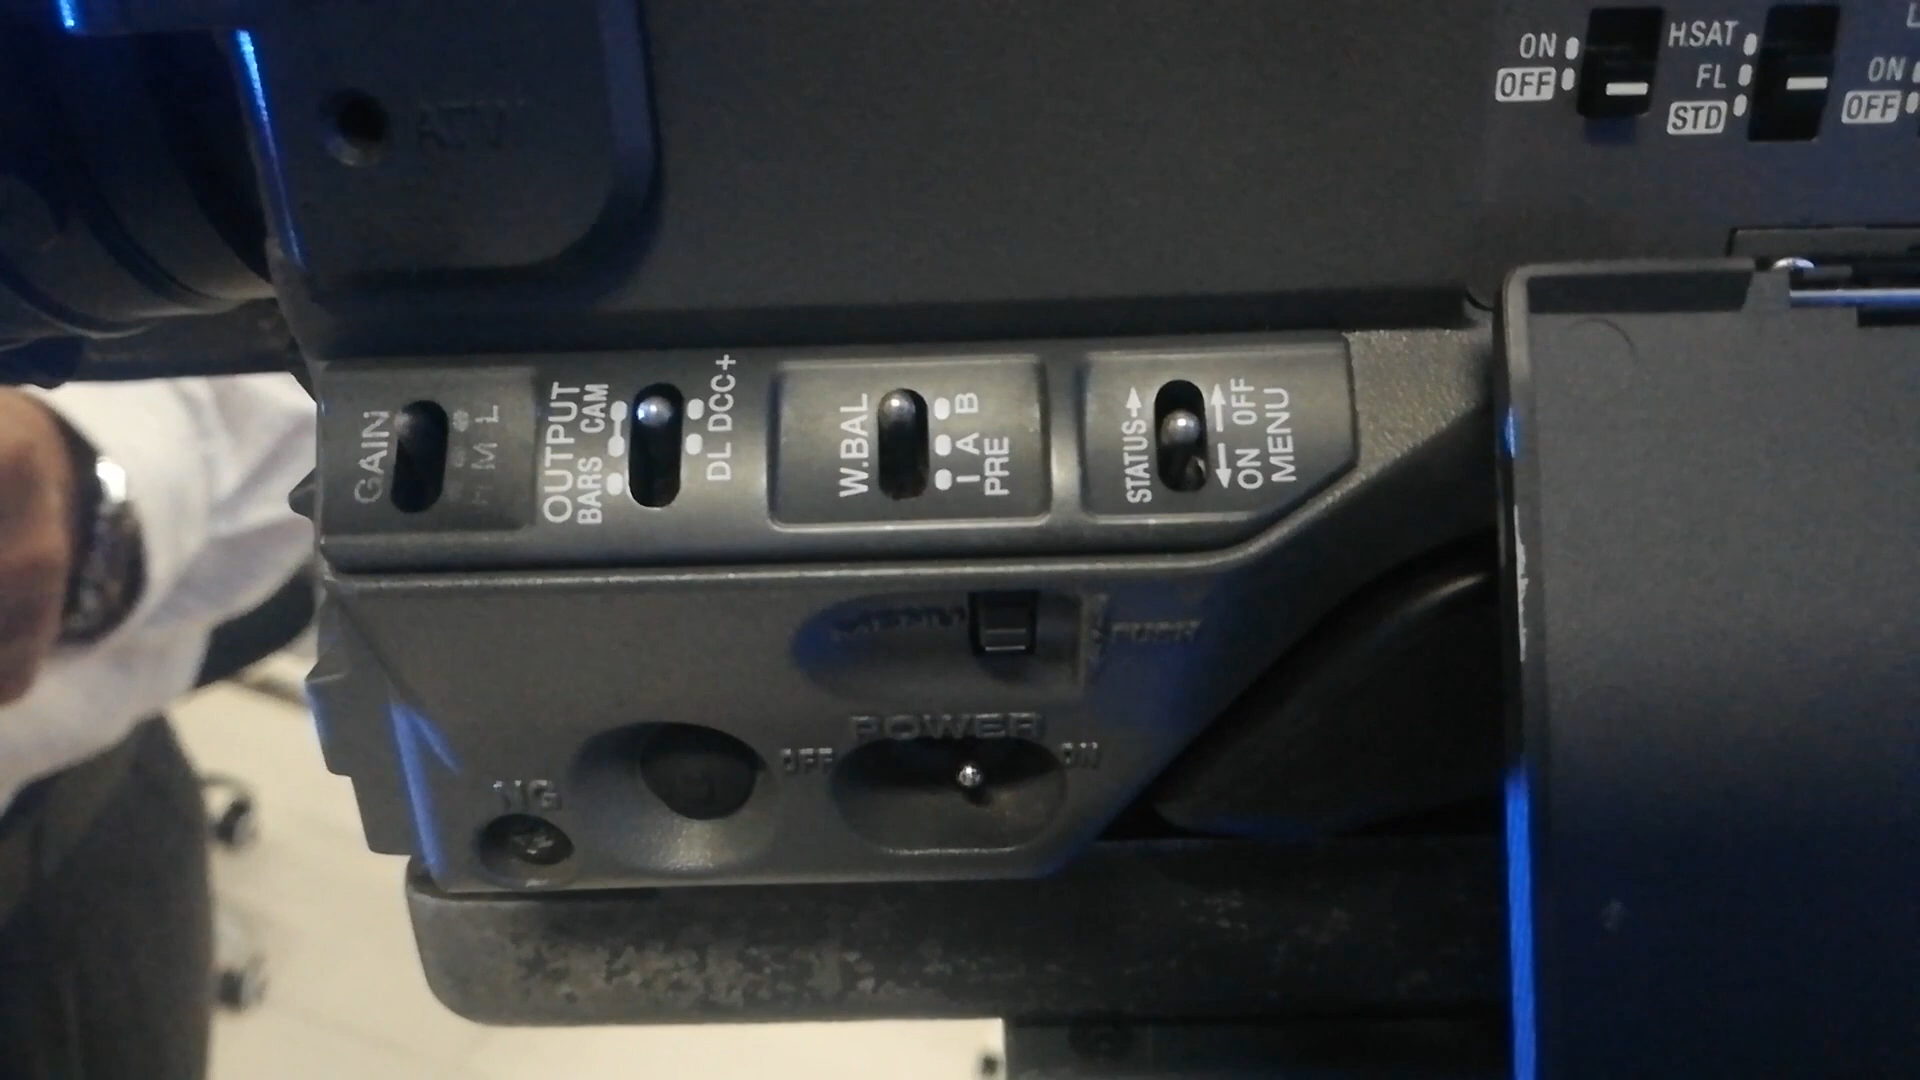 ON
OFF
H.SAT
FL
STD
ON
OFF
GAIN
L
M
H
OUTPUT
BARS CAM
DL DCC+
W.BAL
B
A
PRE
STATUS
ON OFF
MENU
MENU
POWER
OFF
ON